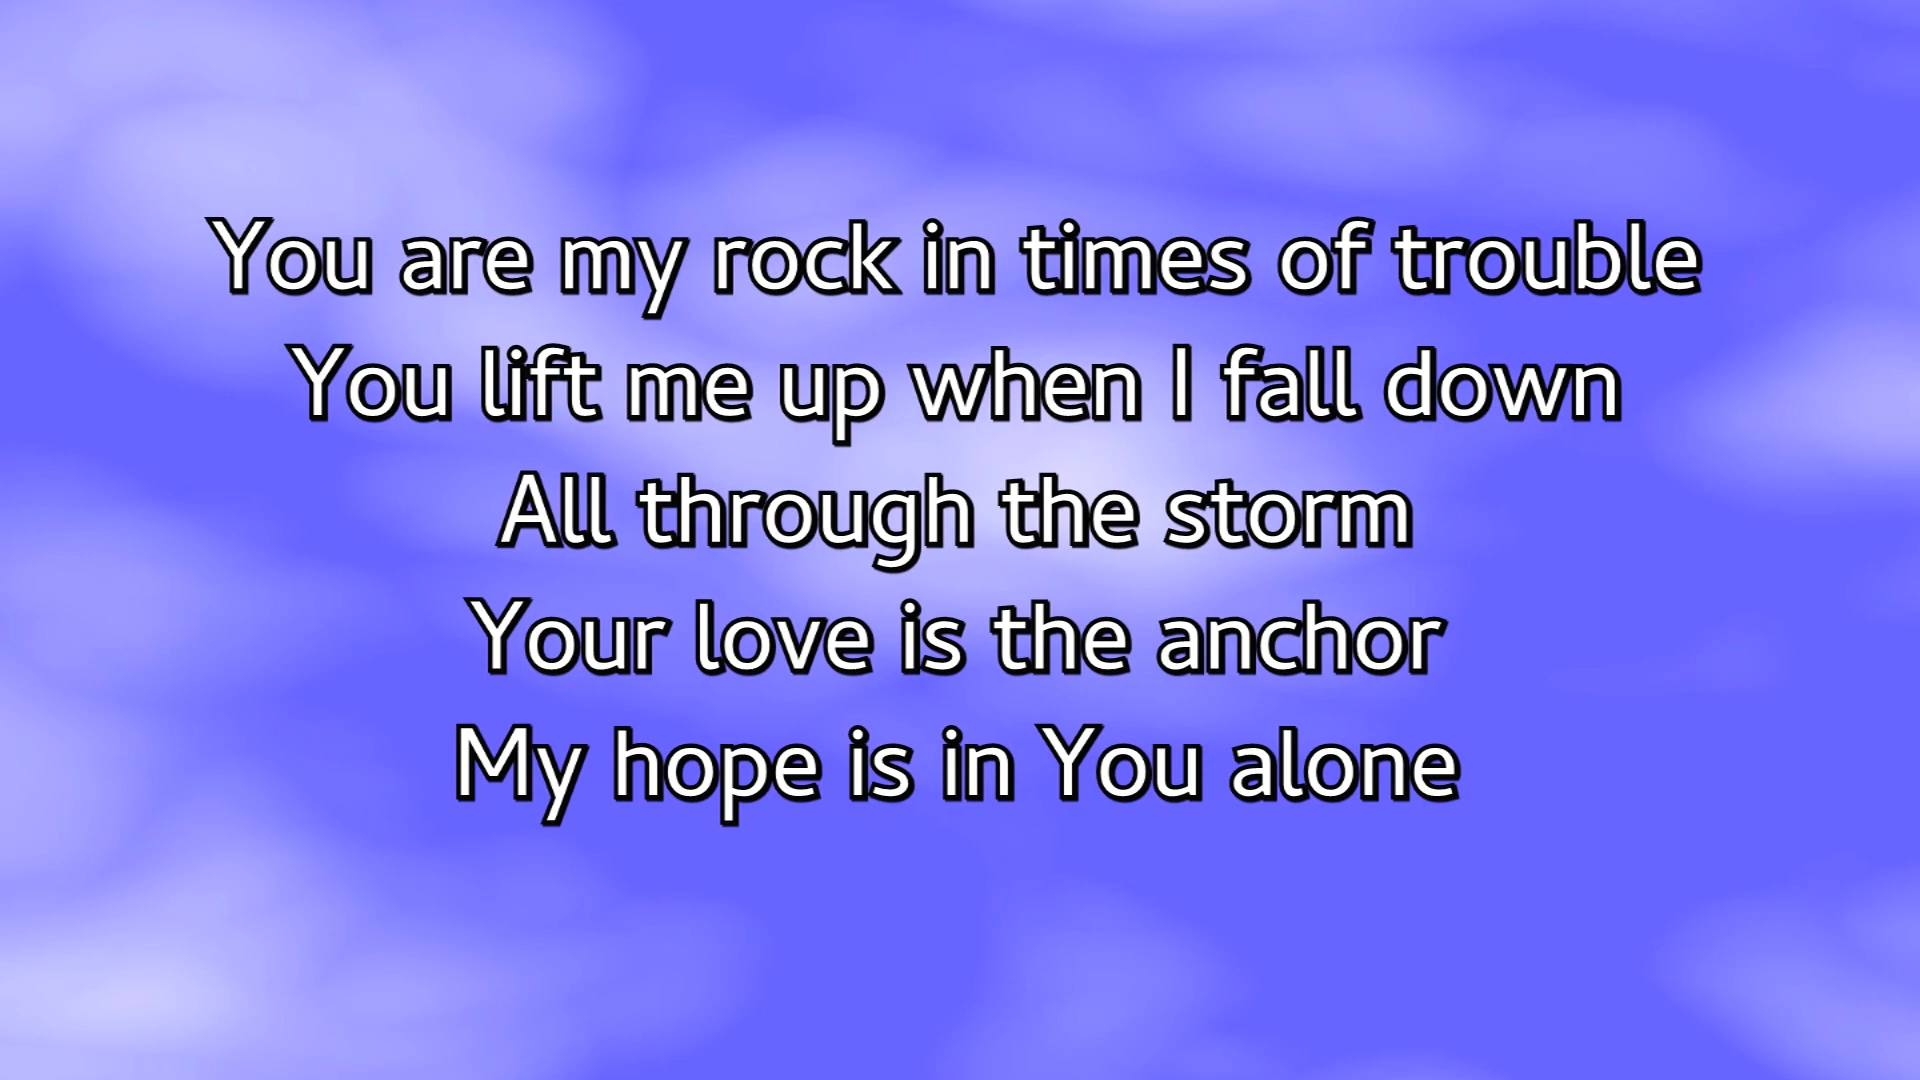 You are my rock in times of trouble
You lift me up when I fall down
All through the storm
Your love is the anchor
My hope is in You alone